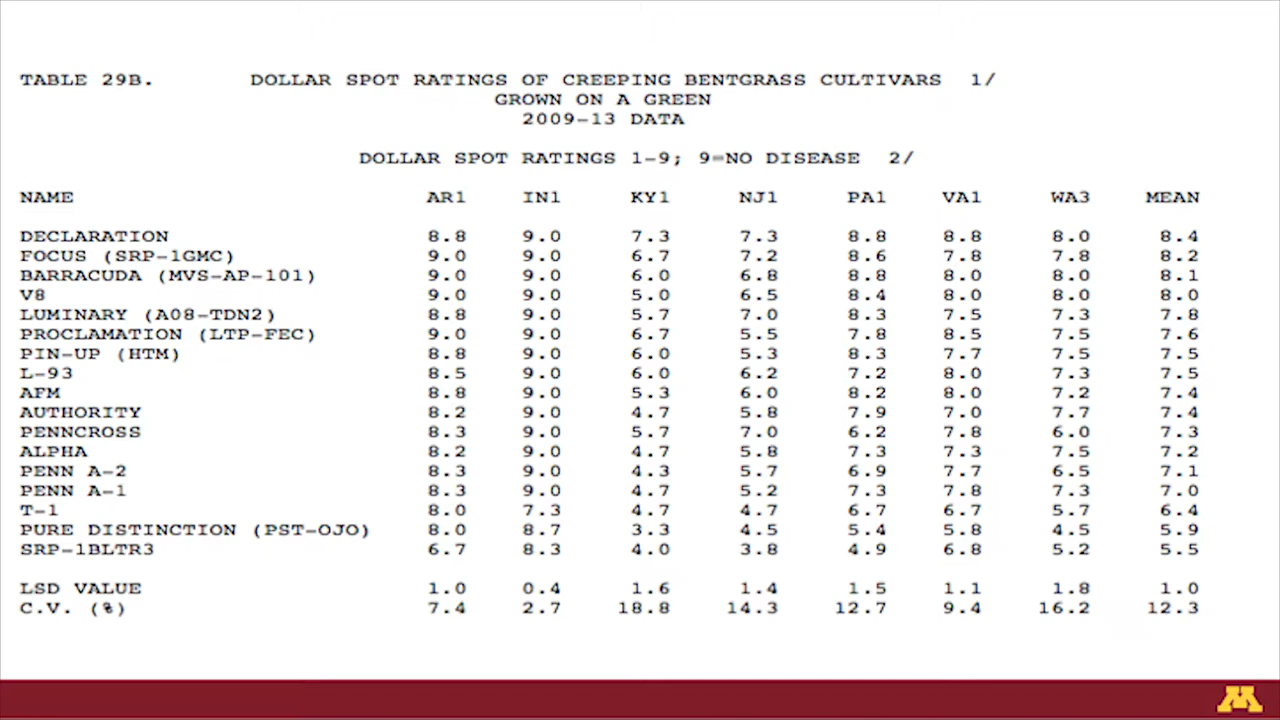 TABLE 29B. DOLLAR SPOT RATINGS OF CREEPING BENTGRASS CULTIVARS 1/
GROWN ON A GREEN
2009-13 DATA
DOLLAR SPOT RATINGS 1-9; 9=NO DISEASE 2/
NAME AR1 IN1 KY1 NJ1 PA1 VA1 WA3 MEAN
DECLARATION 8.8 9.0 7.3 7.3 8.8 8.8 8.0 8.4
FOCUS (SRP-1GMC) 9.0 9.0 6.7 7.2 8.6 7.8 7.8 8.2
BARRACUDA (MVS-AP-101) 9.0 9.0 6.0 6.8 8.8 8.0 8.0 8.1
V8 9.0 9.0 5.0 6.5 8.4 8.0 8.0 8.0
LUMINARY (A08-TDN2) 8.8 9.0 5.7 7.0 8.3 7.5 7.3 7.8
PROCLAMATION (LTP-FEC) 9.0 9.0 6.7 5.5 7.8 8.5 7.5 7.6
PIN-UP (HTM) 8.8 9.0 6.0 5.3 8.3 7.7 7.5 7.5
L-93 8.5 9.0 6.0 6.2 7.2 8.0 7.3 7.5
AFM 8.8 9.0 5.3 6.0 8.2 8.0 7.2 7.4
AUTHORITY 8.2 9.0 4.7 5.8 7.9 7.0 7.7 7.4
PENNCROSS 8.3 9.0 5.7 7.0 6.2 7.8 6.0 7.3
ALPHA 8.2 9.0 4.7 5.8 7.3 7.3 7.5 7.2
PENN A-2 8.3 9.0 4.3 5.7 6.9 7.7 6.5 7.1
PENN A-1 8.3 9.0 4.7 5.2 7.3 7.8 7.3 7.0
T-1 8.0 7.3 4.7 4.7 6.7 6.7 5.7 6.4
PURE DISTINCTION (PST-OJO) 8.0 8.7 3.3 4.5 5.4 5.8 4.5 5.9
SRP-1BLTR3 6.7 8.3 4.0 3.8 4.9 6.8 5.2 5.5
LSD VALUE 1.0 0.4 1.6 1.4 1.5 1.1 1.8 1.0
C.V. (%) 7.4 2.7 18.8 14.3 12.7 9.4 16.2 12.3
M